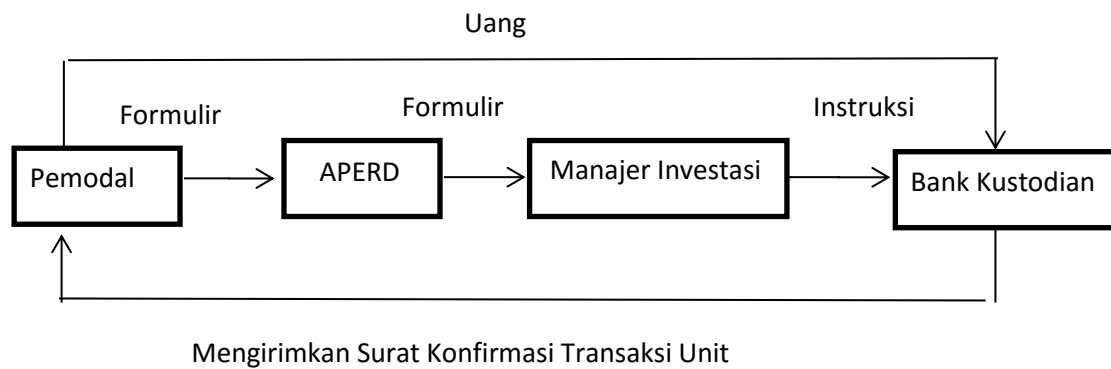 Uang
Formulir
Formulir
Instruksi
Pemodal
APERD
Manajer Investasi
Bank Kustodian
Mengirimkan Surat Konfirmasi Transaksi Unit